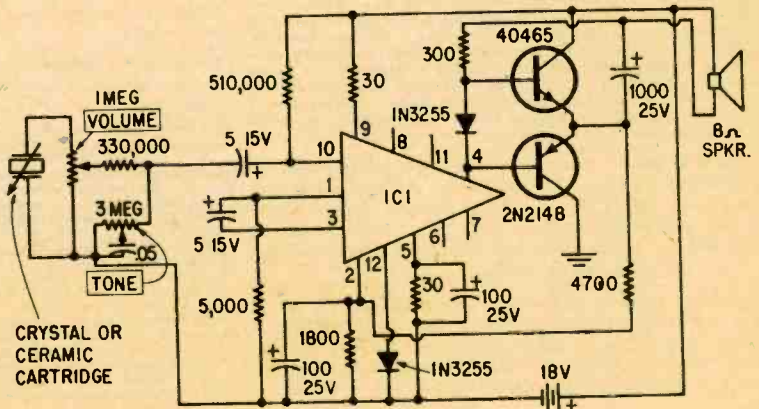 40465
300
510,000
30
1000
25V
1N3255
8Ω
SPKR.
1MEG
VOLUME
330,000
5 15V
+
9
8
11
10
4
IC1
1
3
7
6
5
12
2
2N2148
3 MEG
.05
TONE
5 15V
5,000
30
100
25V
4700
1800
100
25V
1N3255
18V
CRYSTAL OR
CERAMIC
CARTRIDGE